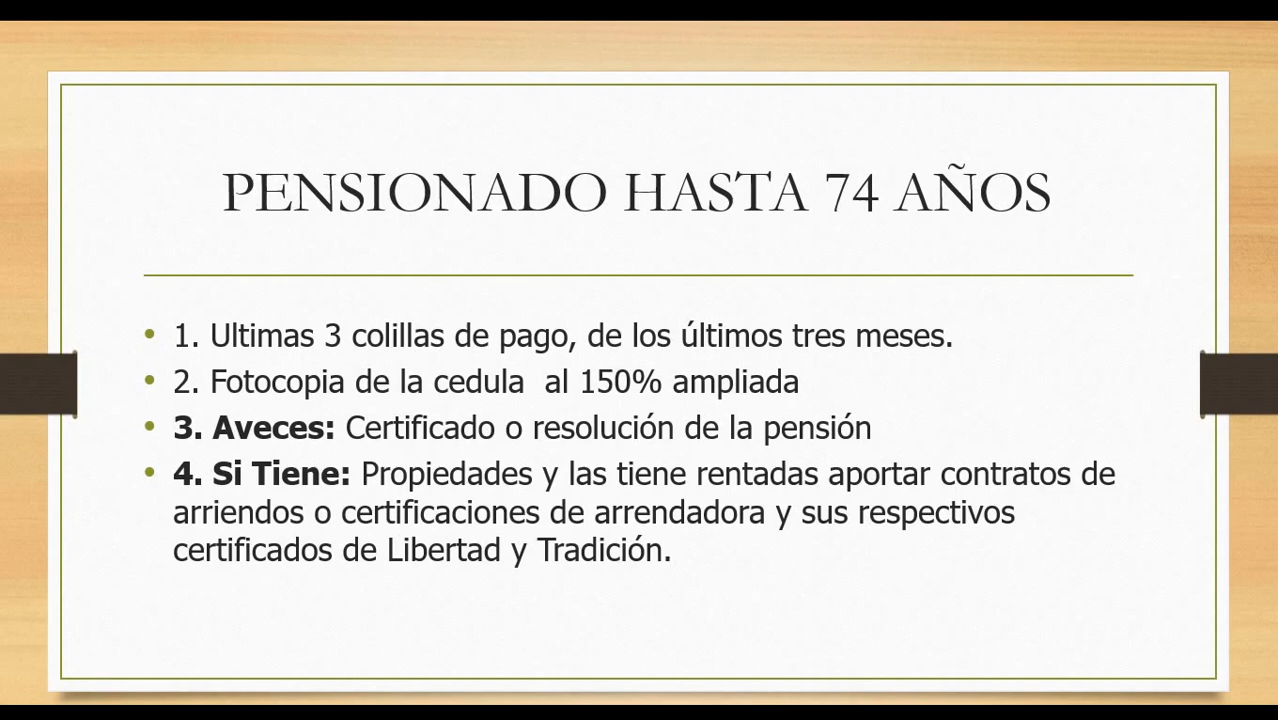 PENSIONADO HASTA 74 AÑOS
• 1. Ultimas 3 colillas de pago, de los últimos tres meses.
• 2. Fotocopia de la cedula  al 150% ampliada
• 3. Aveces: Certificado o resolución de la pensión
• 4. Si Tiene: Propiedades y las tiene rentadas aportar contratos de
arriendos o certificaciones de arrendadora y sus respectivos
certificados de Libertad y Tradición.